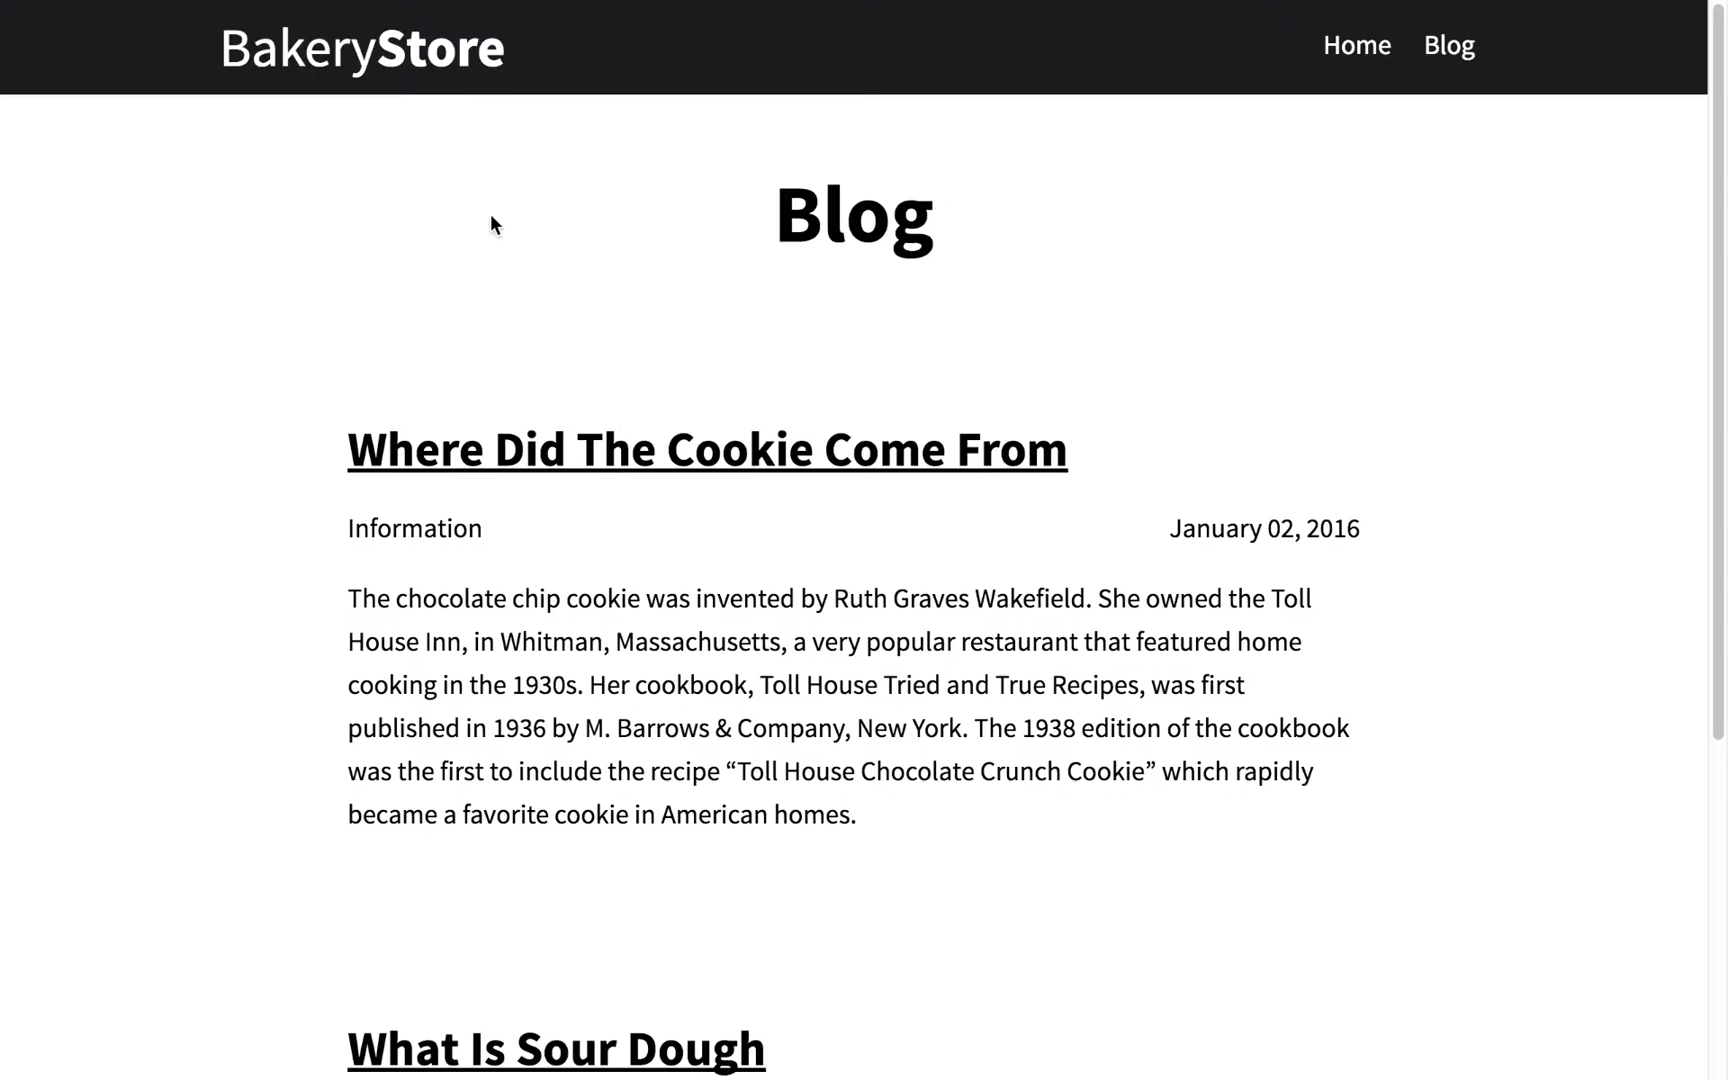 BakeryStore
Home Blog
Blog
Where Did The Cookie Come From
Information January 02, 2016
The chocolate chip cookie was invented by Ruth Graves Wakefield. She owned the Toll
House Inn, in Whitman, Massachusetts, a very popular restaurant that featured home
cooking in the 1930s. Her cookbook, Toll House Tried and True Recipes, was first
published in 1936 by M. Barrows & Company, New York. The 1938 edition of the cookbook
was the first to include the recipe “Toll House Chocolate Crunch Cookie” which rapidly
became a favorite cookie in American homes.
What Is Sour Dough